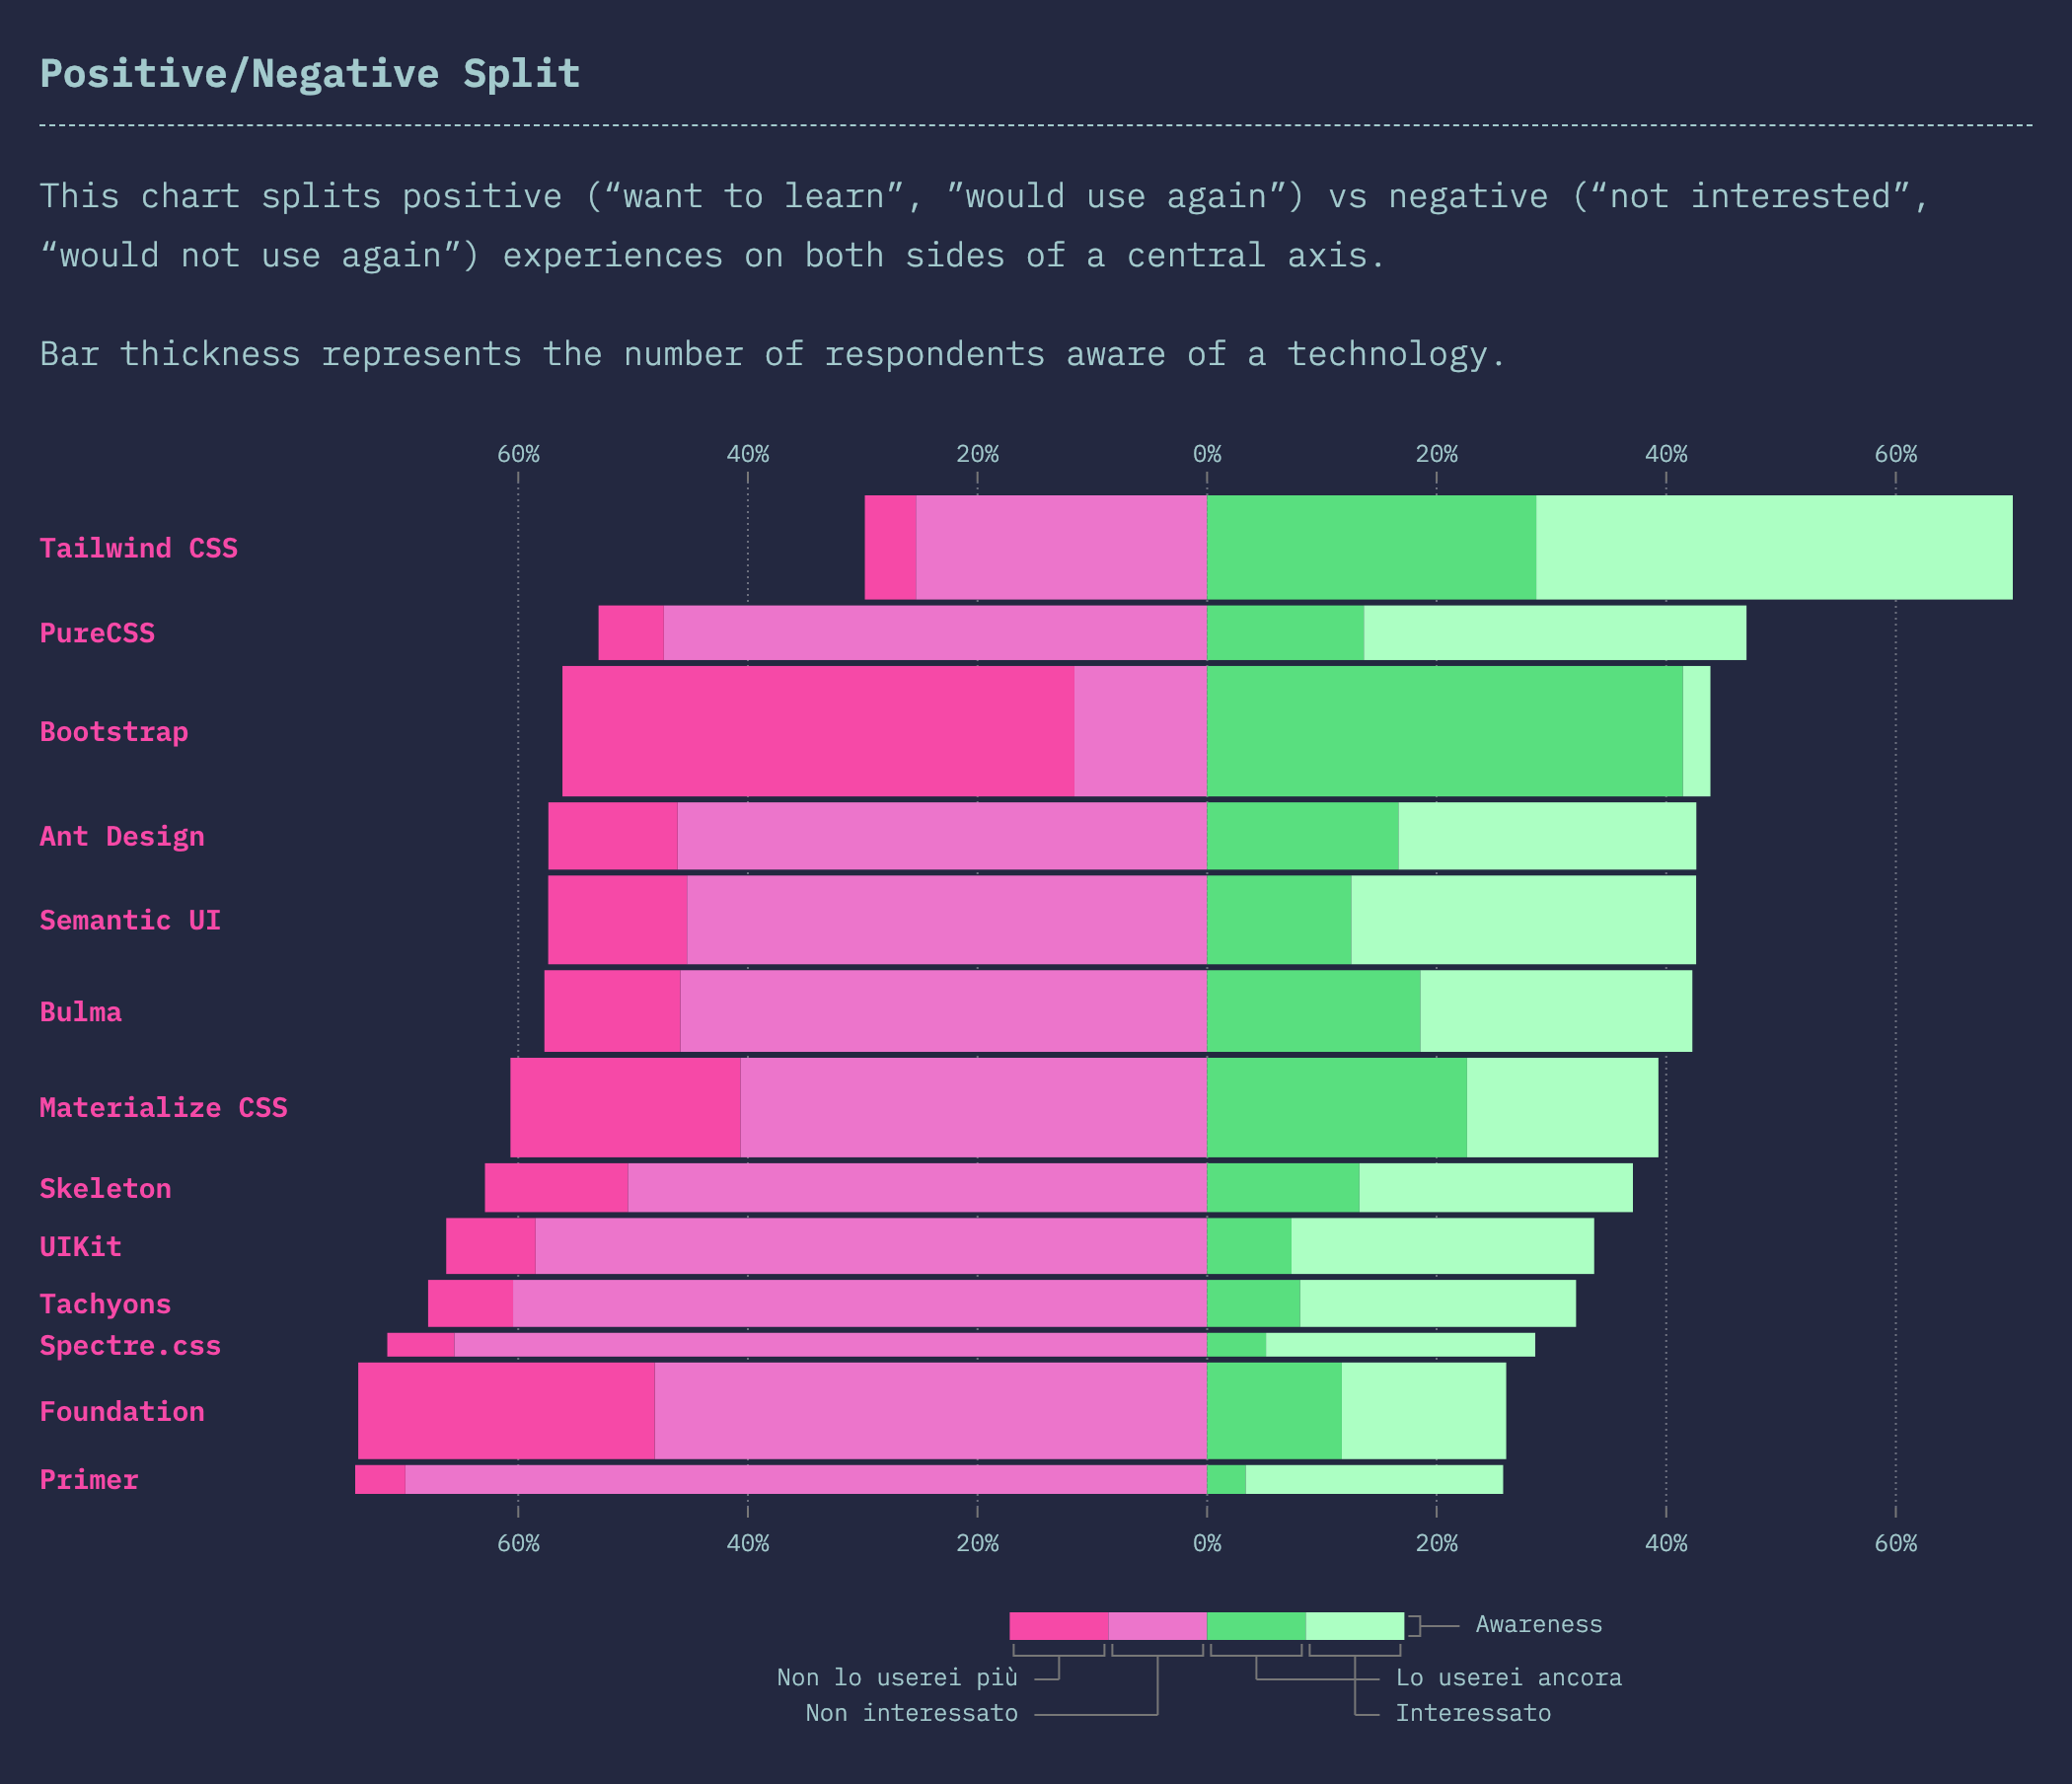 Positive/Negative Split
This chart splits positive (“want to learn”, ”would use again”) vs negative (“not interested”,
“would not use again”) experiences on both sides of a central axis.
Bar thickness represents the number of respondents aware of a technology.
60% 40% 20% 0% 20% 40% 60%
Tailwind CSS
PureCSS
Bootstrap
Ant Design
Semantic UI
Bulma
Materialize CSS
Skeleton
UIKit
Tachyons
Spectre.css
Foundation
Primer
60% 40% 20% 0% 20% 40% 60%
Awareness
Non lo userei più Lo userei ancora
Non interessato Interessato